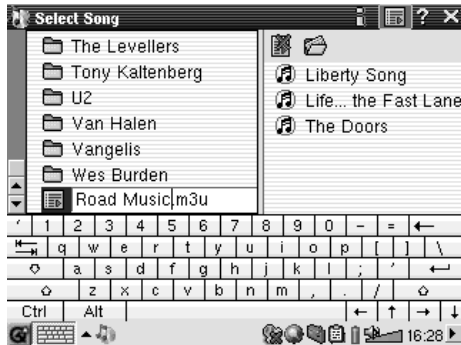 Select Song ?
The Levellers
Tony Kaltenberg
U2
Van Halen
Vangelis
Wes Burden
Road Music.m3u
Liberty Song
Life... the Fast Lane
The Doors
1 2 3 4 5 6 7 8 9 0 - = 
q w e r t y u i o p [ ] \
a s d f g h j k l ; '
z x c v b n m , . /
Ctrl Alt
16:28